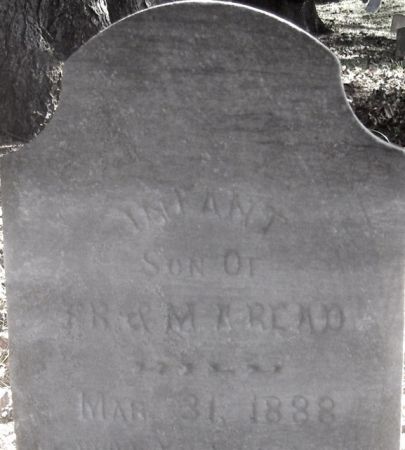 INFANT
SON OF
F.R. & M.A. READ
MAR. 31, 1888